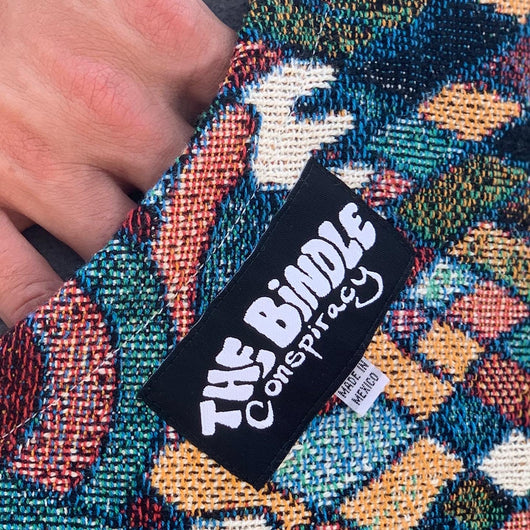 THE BiNDLE
Conspiracy
MADE IN
MEXICO